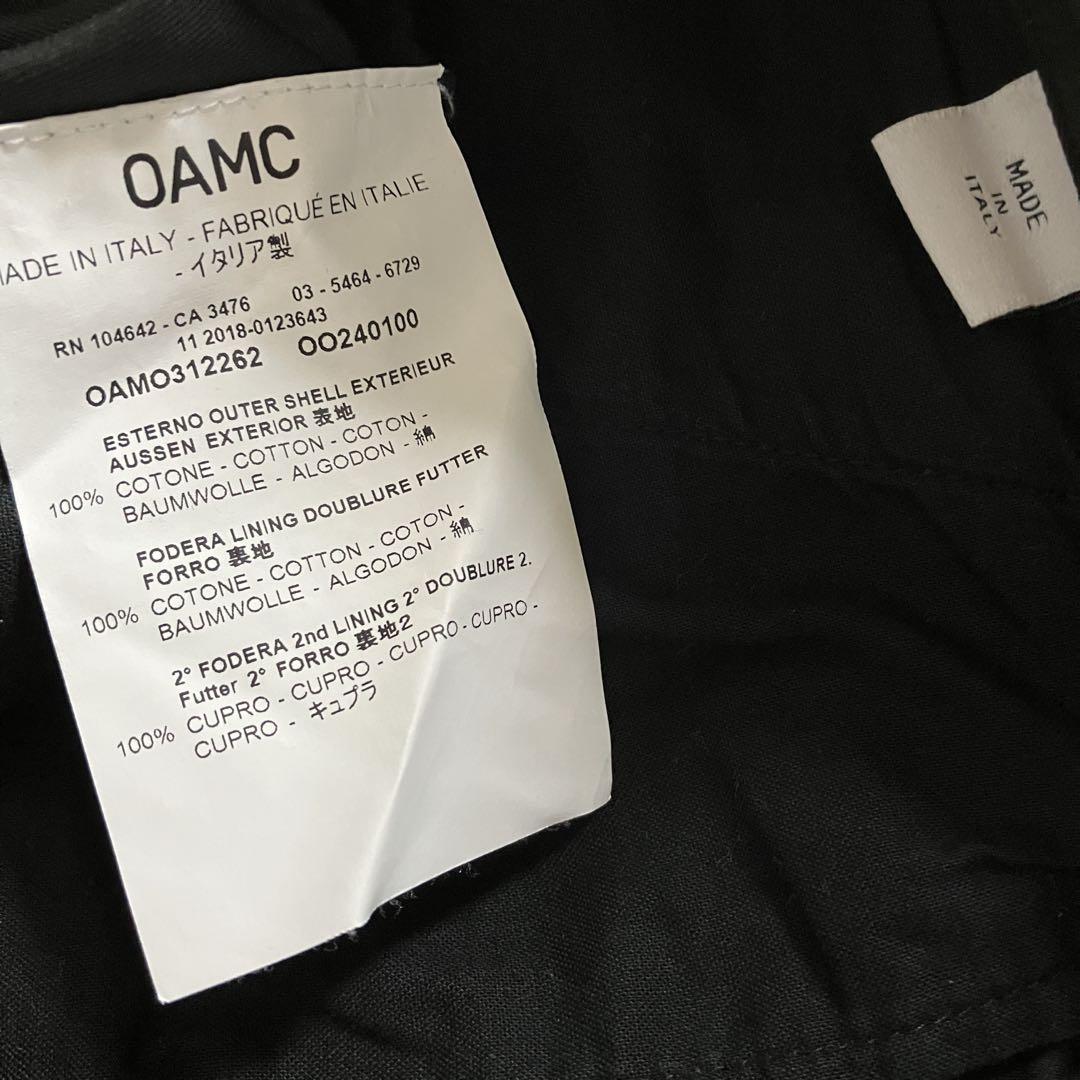 OAMC
MADE IN ITALY - FABRIQUÉ EN ITALIE
- イタリア製
RN 104642 - CA 3476 03 - 5464 - 6729
11 2018-0123643
OAMO312262 OO240100
ESTERNO OUTER SHELL EXTERIEUR
AUSSEN EXTERIOR 表地
100% COTONE - COTTON - COTON -
BAUMWOLLE - ALGODON - 綿
FODERA LINING DOUBLURE FUTTER
FORRO 裏地
100% COTONE - COTTON - COTON -
BAUMWOLLE - ALGODON - 綿
2° FODERA 2nd LINING 2° DOUBLURE 2.
Futter 2° FORRO 裏地2
100% CUPRO - CUPRO - CUPRO - CUPRO -
CUPRO - キュプラ
MADE
IN
ITALY